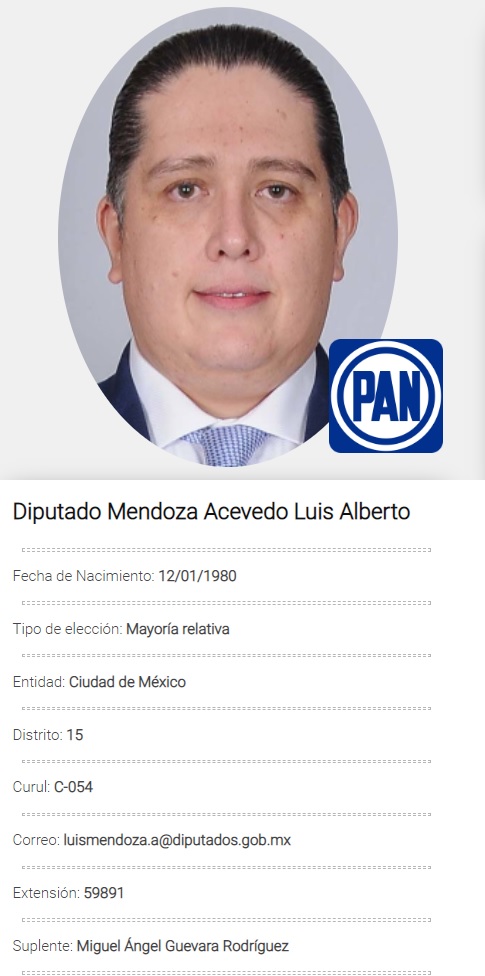 PAN
Diputado Mendoza Acevedo Luis Alberto
Fecha de Nacimiento: 12/01/1980
Tipo de elección: Mayoría relativa
Entidad: Ciudad de México
Distrito: 15
Curul: C-054
Correo: luismendoza.a@diputados.gob.mx
Extensión: 59891
Suplente: Miguel Ángel Guevara Rodríguez